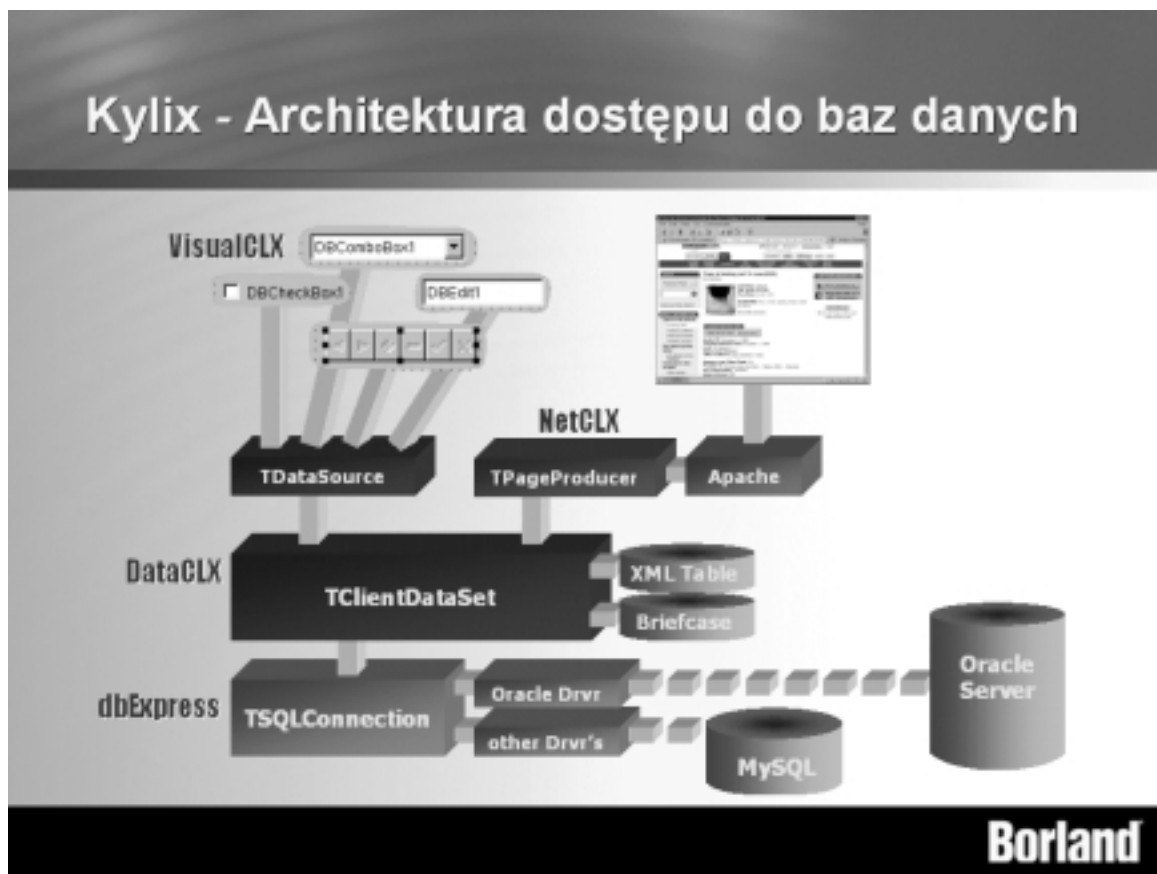 Kylix - Architektura dostępu do baz danych
VisualCLX
DBComboBox1
DBCheckBox1
DBEdit1
NetCLX
TDataSource
TPageProducer
Apache
DataCLX
TClientDataSet
XML Table
Briefcase
dbExpress
TSQLConnection
Oracle Drvr
other Drvr's
Oracle
Server
MySQL
Borland